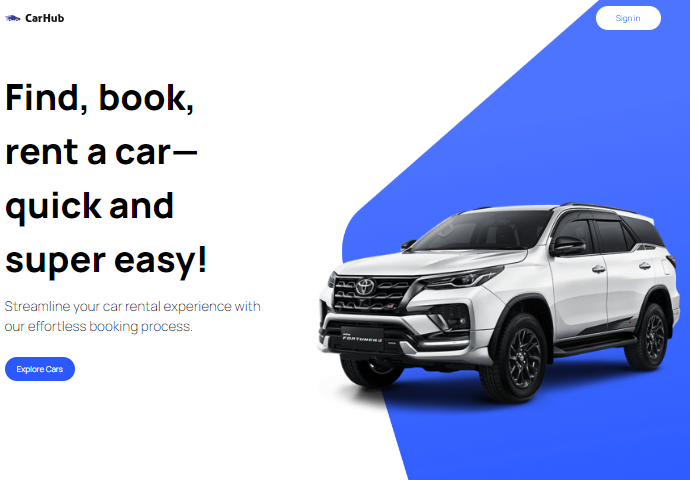 CarHub
Sign in
Find, book,
rent a car—
quick and
super easy!
Streamline your car rental experience with
our effortless booking process.
Explore Cars
FORTUNER